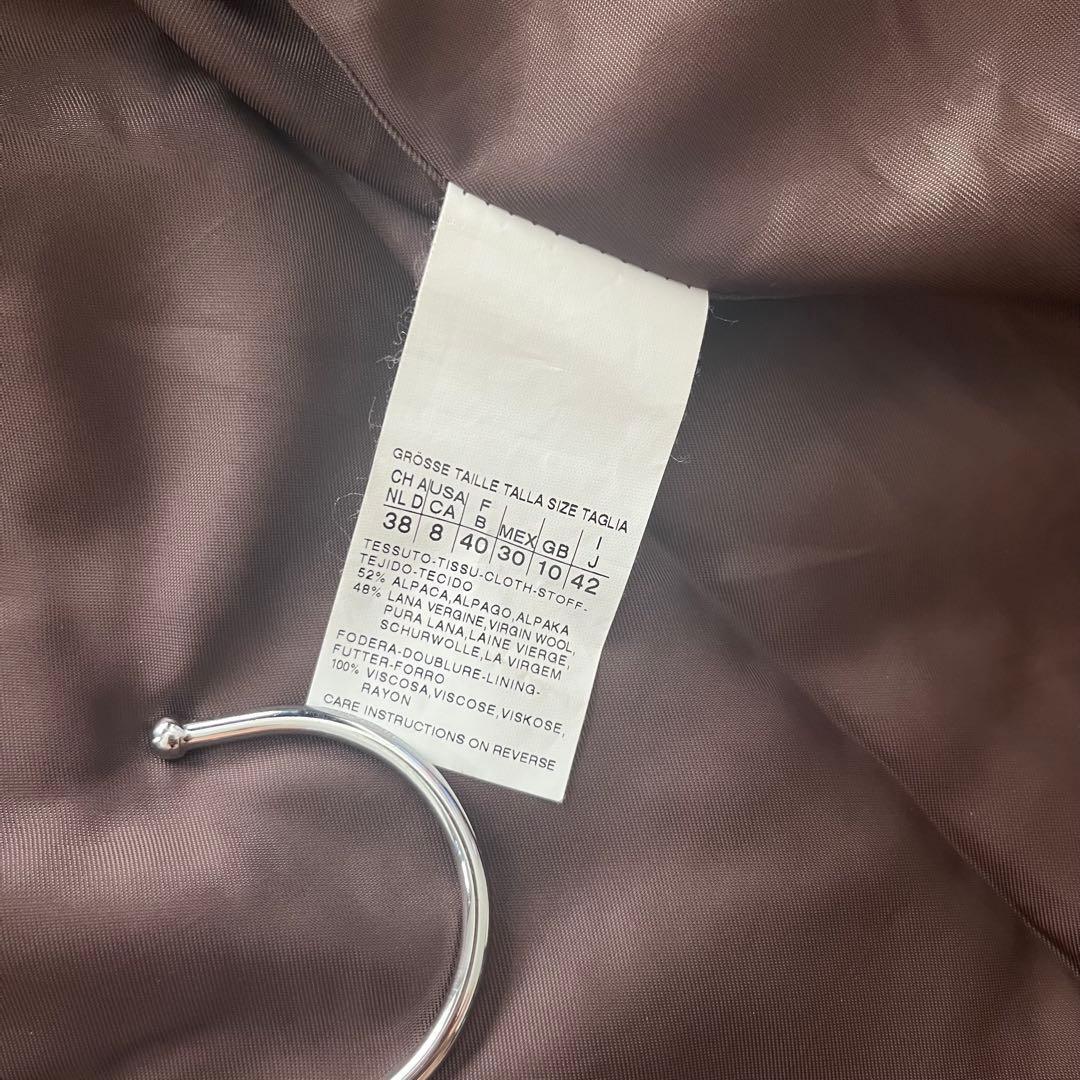 GRÖSSE TAILLE TALLA SIZE TAGLIA
CH A USA F MEX GB I
NL D CA B J
38 8 40 30 10 42
TESSUTO-TISSU-CLOTH-STOFF-
TEJIDO-TECIDO
52% ALPACA,ALPAGO,ALPAKA
48% LANA VERGINE,VIRGIN WOOL,
PURA LANA,LAINE VIERGE,
SCHURWOLLE,LA VIRGEM
FODERA-DOUBLURE-LINING-
FUTTER-FORRO
100% VISCOSA,VISCOSE,VISKOSE,
RAYON
CARE INSTRUCTIONS ON REVERSE